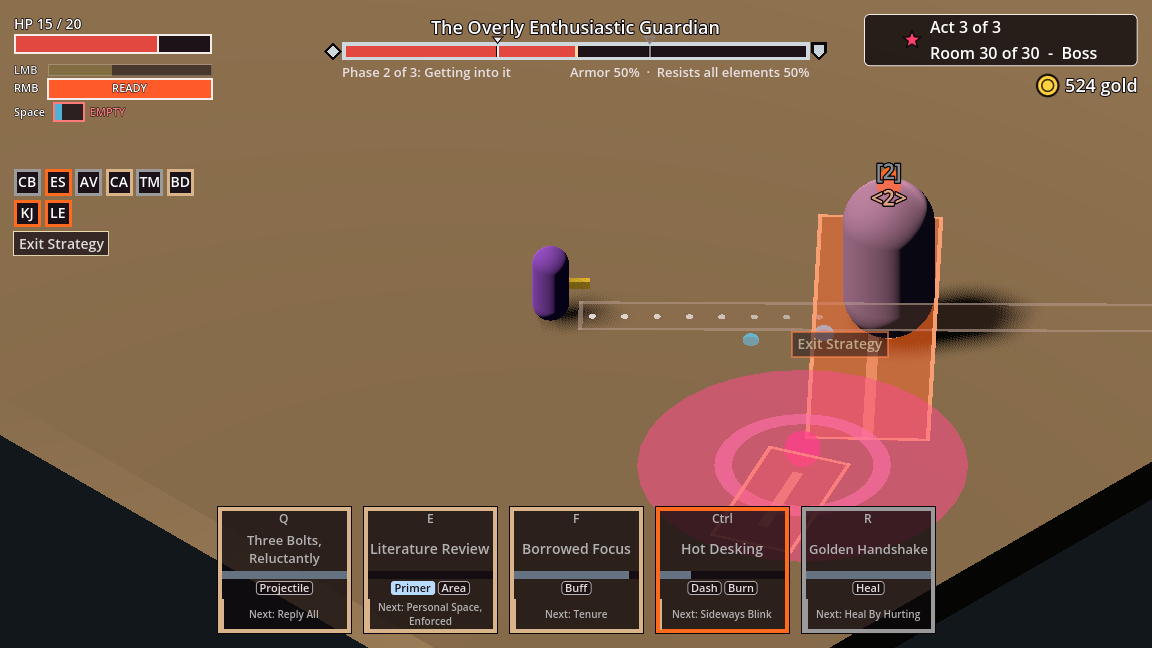 HP 15 / 20
LMB
RMB
READY
Space
EMPTY
The Overly Enthusiastic Guardian
Phase 2 of 3: Getting into it
Armor 50% · Resists all elements 50%
Act 3 of 3
Room 30 of 30 - Boss
524 gold
CB
ES
AV
CA
TM
BD
KJ
LE
Exit Strategy
[2]
<2>
Exit Strategy
Q
Three Bolts,
Reluctantly
Projectile
Next: Reply All
E
Literature Review
Primer
Area
Next: Personal Space,
Enforced
F
Borrowed Focus
Buff
Next: Tenure
Ctrl
Hot Desking
Dash
Burn
Next: Sideways Blink
R
Golden Handshake
Heal
Next: Heal By Hurting